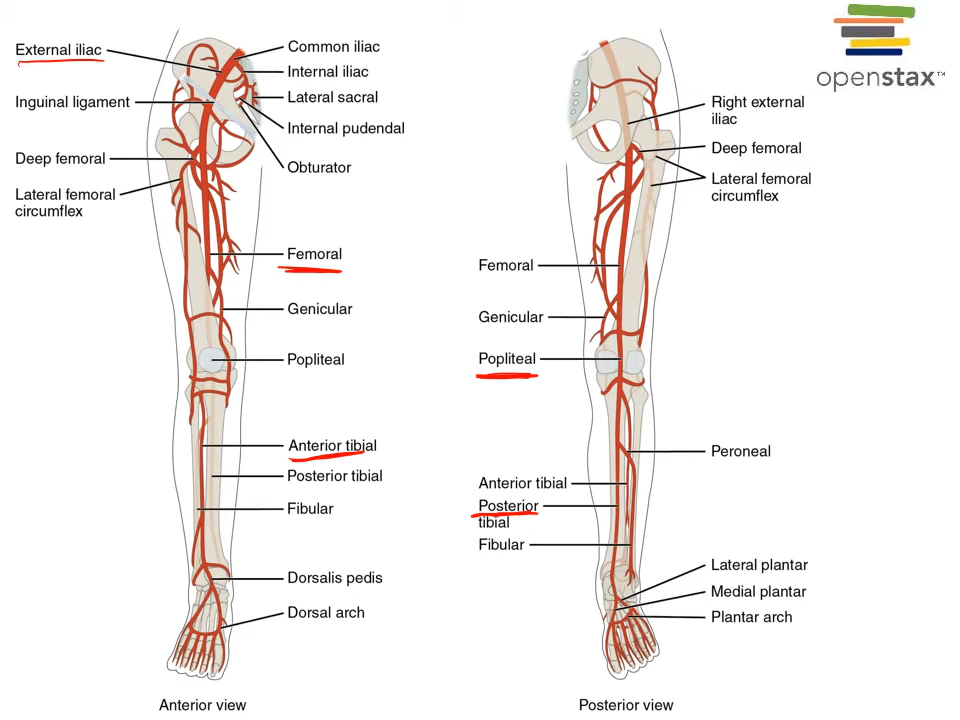 External iliac
Inguinal ligament
Deep femoral
Lateral femoral
circumflex
Common iliac
Internal iliac
Lateral sacral
Internal pudendal
Obturator
Femoral
Genicular
Popliteal
Anterior tibial
Posterior tibial
Fibular
Dorsalis pedis
Dorsal arch
Anterior view
openstax™
Right external
iliac
Deep femoral
Lateral femoral
circumflex
Femoral
Genicular
Popliteal
Peroneal
Anterior tibial
Posterior
tibial
Fibular
Lateral plantar
Medial plantar
Plantar arch
Posterior view